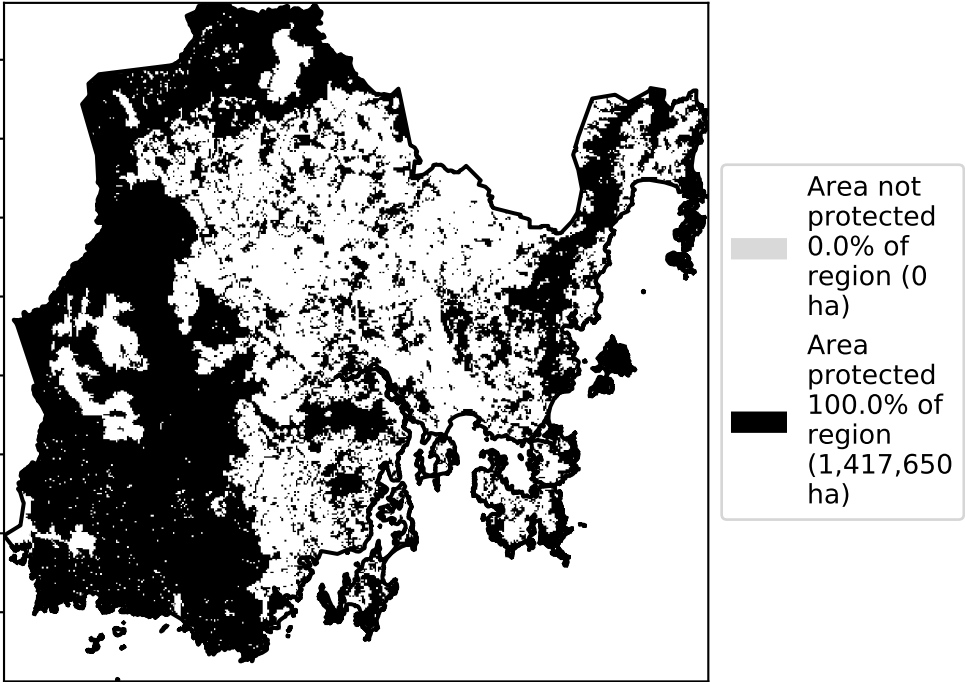 Area not
protected
0.0% of
region (0
ha)
Area
protected
100.0% of
region
(1,417,650
ha)